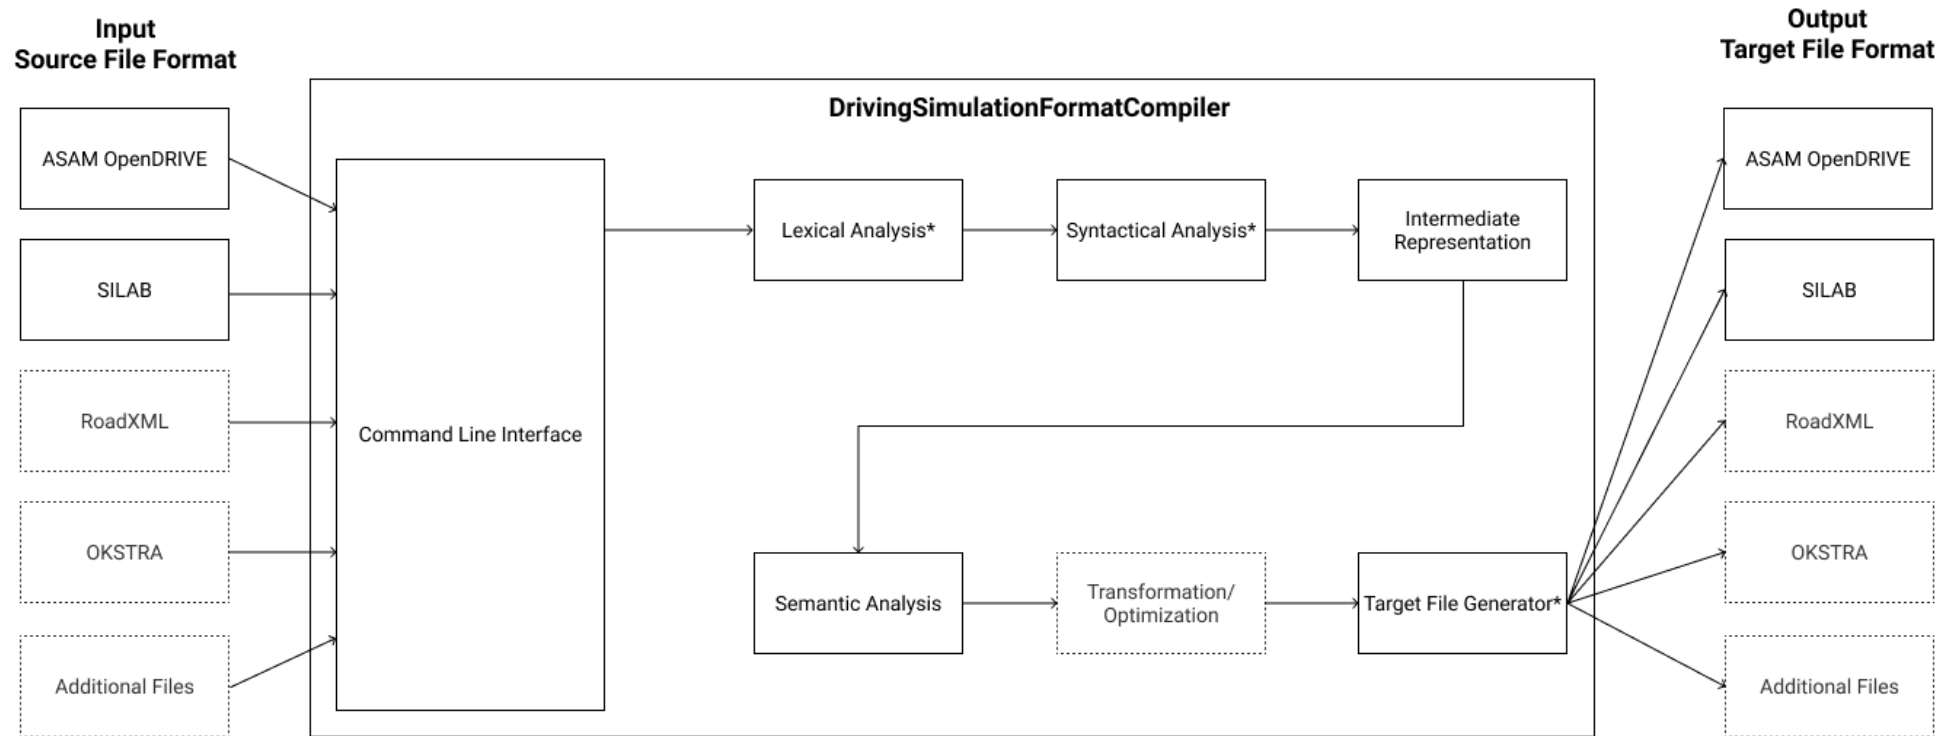 Input
Source File Format
Output
Target File Format
DrivingSimulationFormatCompiler
ASAM OpenDRIVE
SILAB
RoadXML
OKSTRA
Additional Files
Command Line Interface
Lexical Analysis*
Syntactical Analysis*
Intermediate
Representation
Semantic Analysis
Transformation/
Optimization
Target File Generator*
ASAM OpenDRIVE
SILAB
RoadXML
OKSTRA
Additional Files